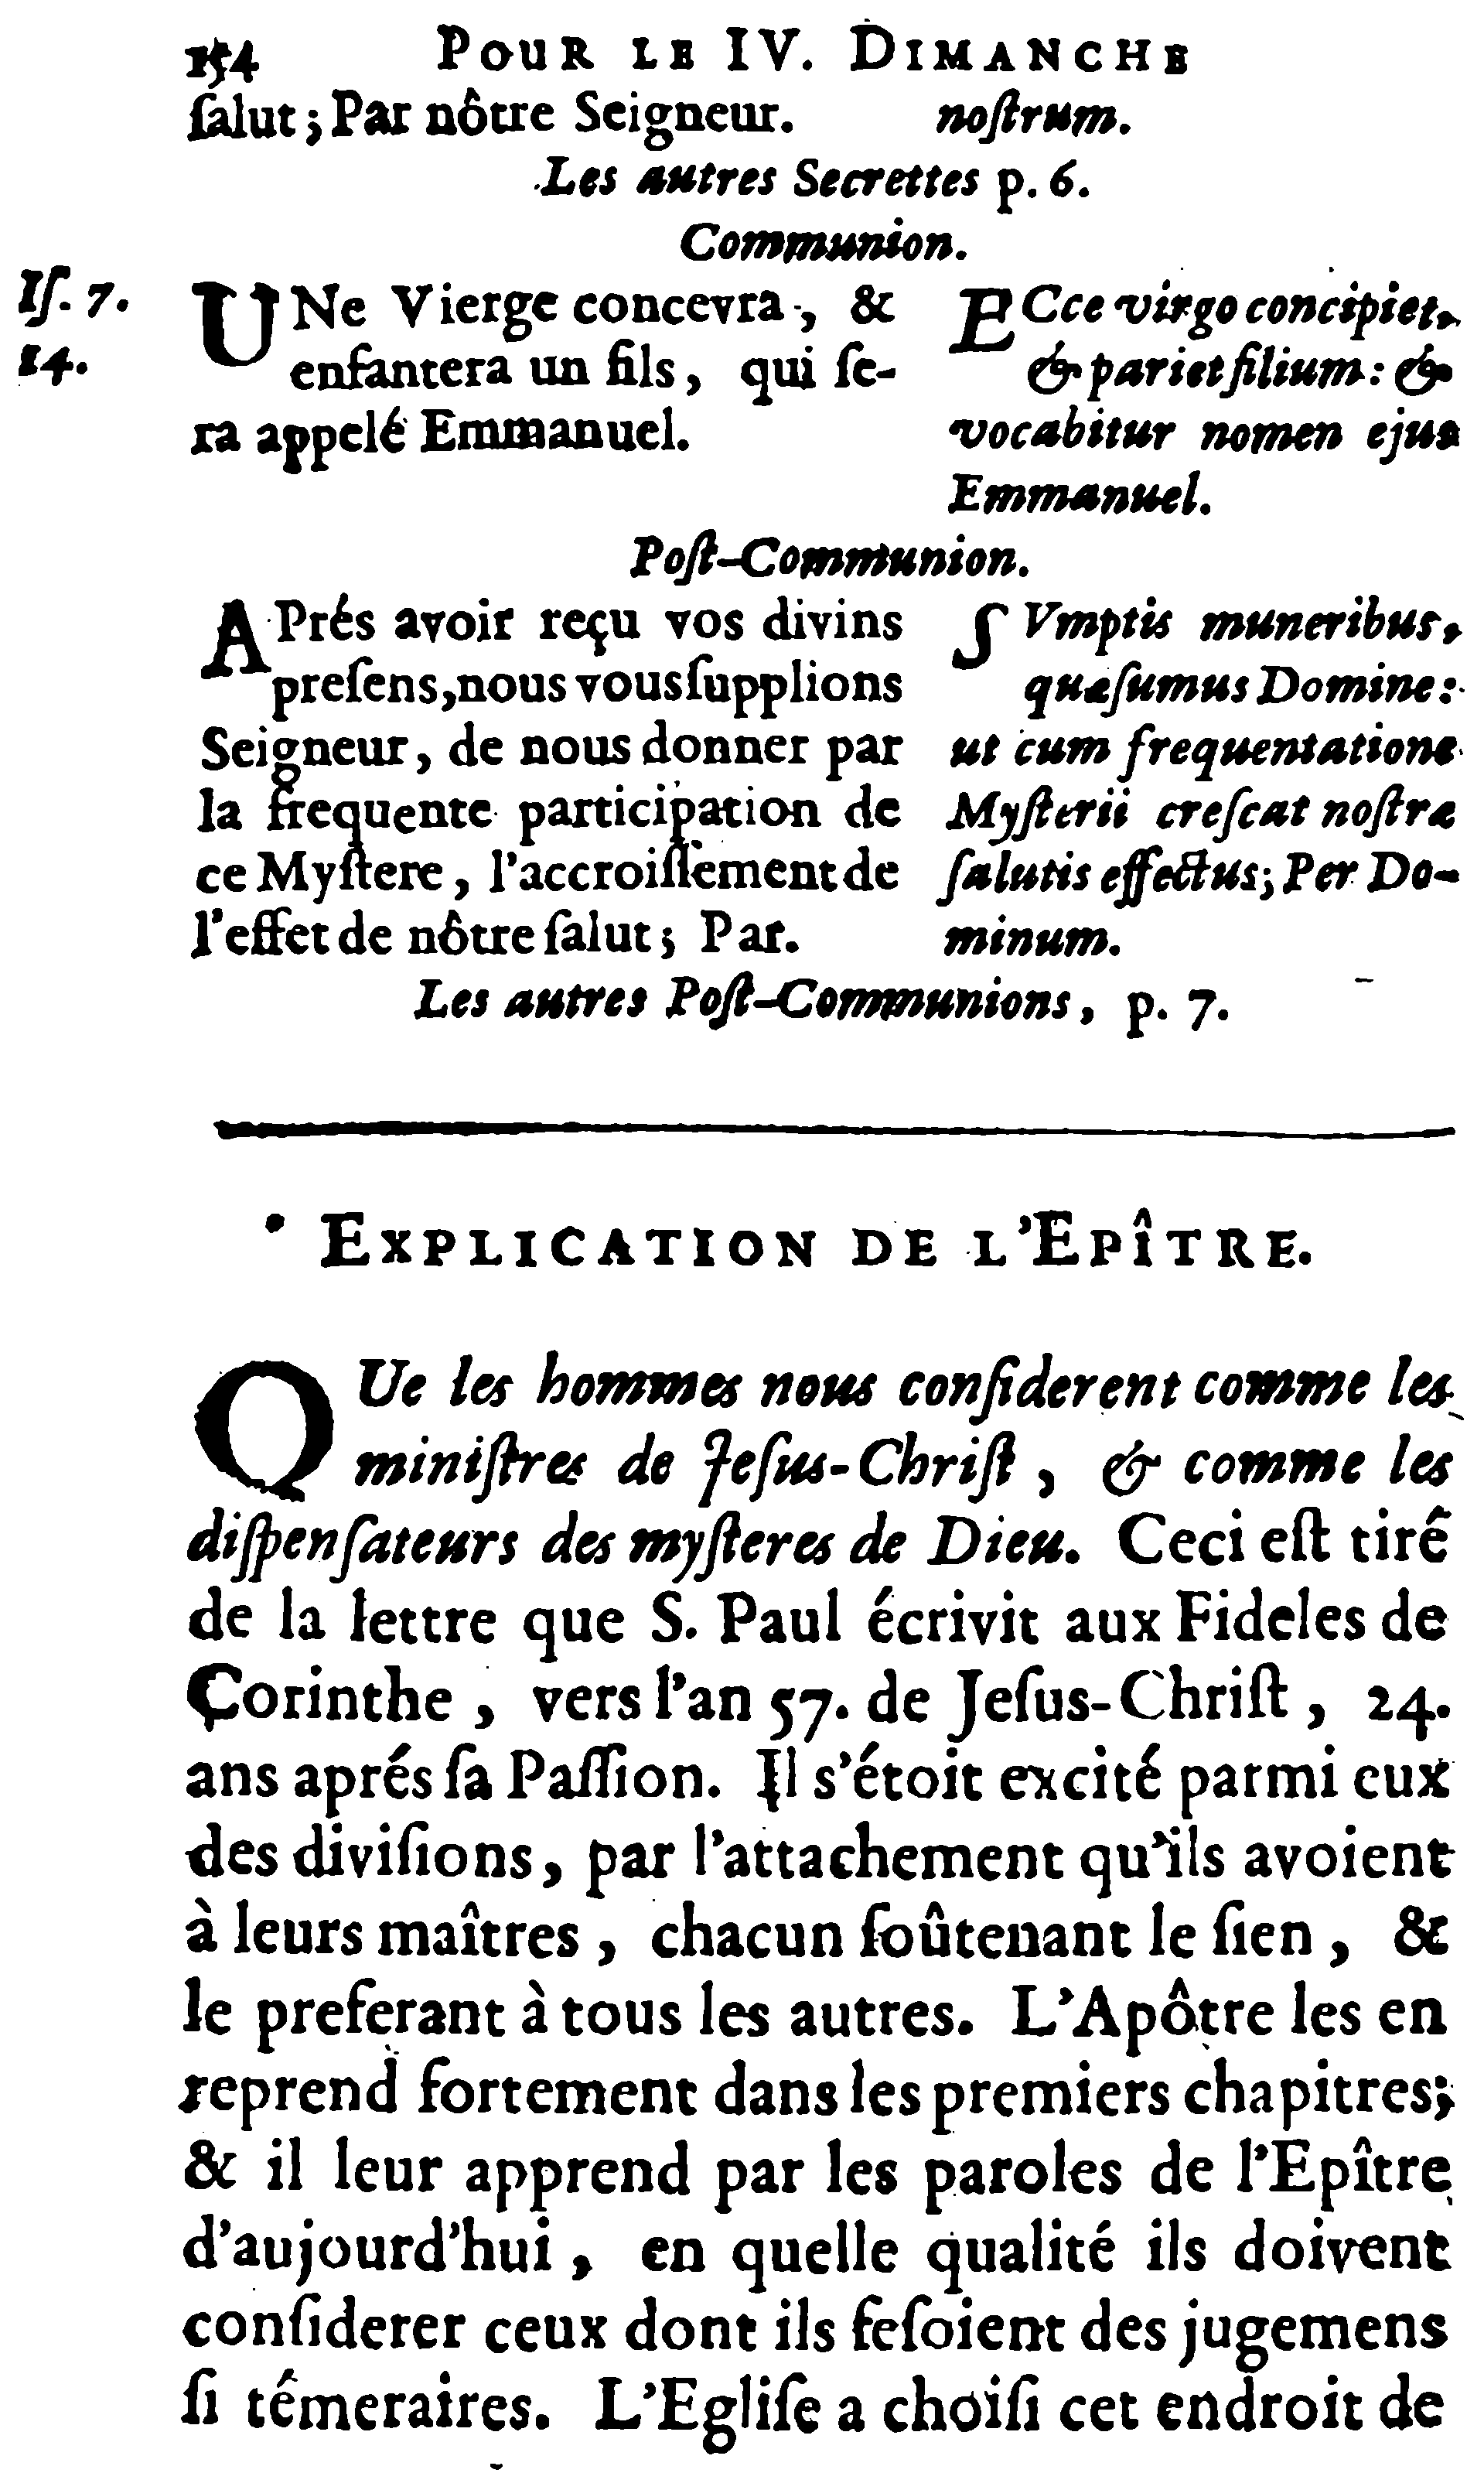 154 POUR LE IV. DIMANCHE
ſalut; Par nôtre Seigneur.
noſtrum.
Les autres Secrettes p. 6.
Communion.
Iſ. 7.
14.
UNe Vierge concevra, &
enfantera un fils, qui ſe-
ra appelé Emmanuel.
ECce virgo concipiet,
& pariet filium: &
vocabitur nomen ejus
Emmanuel.
Poſt-Communion.
APrés avoir reçu vos divins
preſens, nous vous ſupplions
Seigneur, de nous donner par
la frequente participation de
ce Myſtere, l'accroiſſement de
l'effet de nôtre ſalut; Par.
SVmptis muneribus,
quæſumus Domine:
ut cum frequentatione
Myſterii creſcat noſtræ
ſalutis effectus; Per Do-
minum.
Les autres Poſt-Communions, p. 7.
EXPLICATION DE L'EPÎTRE.
QUe les hommes nous conſiderent comme les
miniſtres de Jeſus-Chriſt, & comme les
diſpenſateurs des myſteres de Dieu. Ceci eſt tiré
de la lettre que S. Paul écrivit aux Fideles de
Corinthe, vers l'an 57. de Jeſus-Chriſt, 24.
ans aprés ſa Paſſion. Il s'étoit excité parmi eux
des diviſions, par l'attachement qu'ils avoient
à leurs maîtres, chacun ſoûtenant le ſien, &
le preferant à tous les autres. L'Apôtre les en
reprend fortement dans les premiers chapitres;
& il leur apprend par les paroles de l'Epître
d'aujourd'hui, en quelle qualité ils doivent
conſiderer ceux dont ils feſoient des jugemens
ſi témeraires. L'Egliſe a choiſi cet endroit de